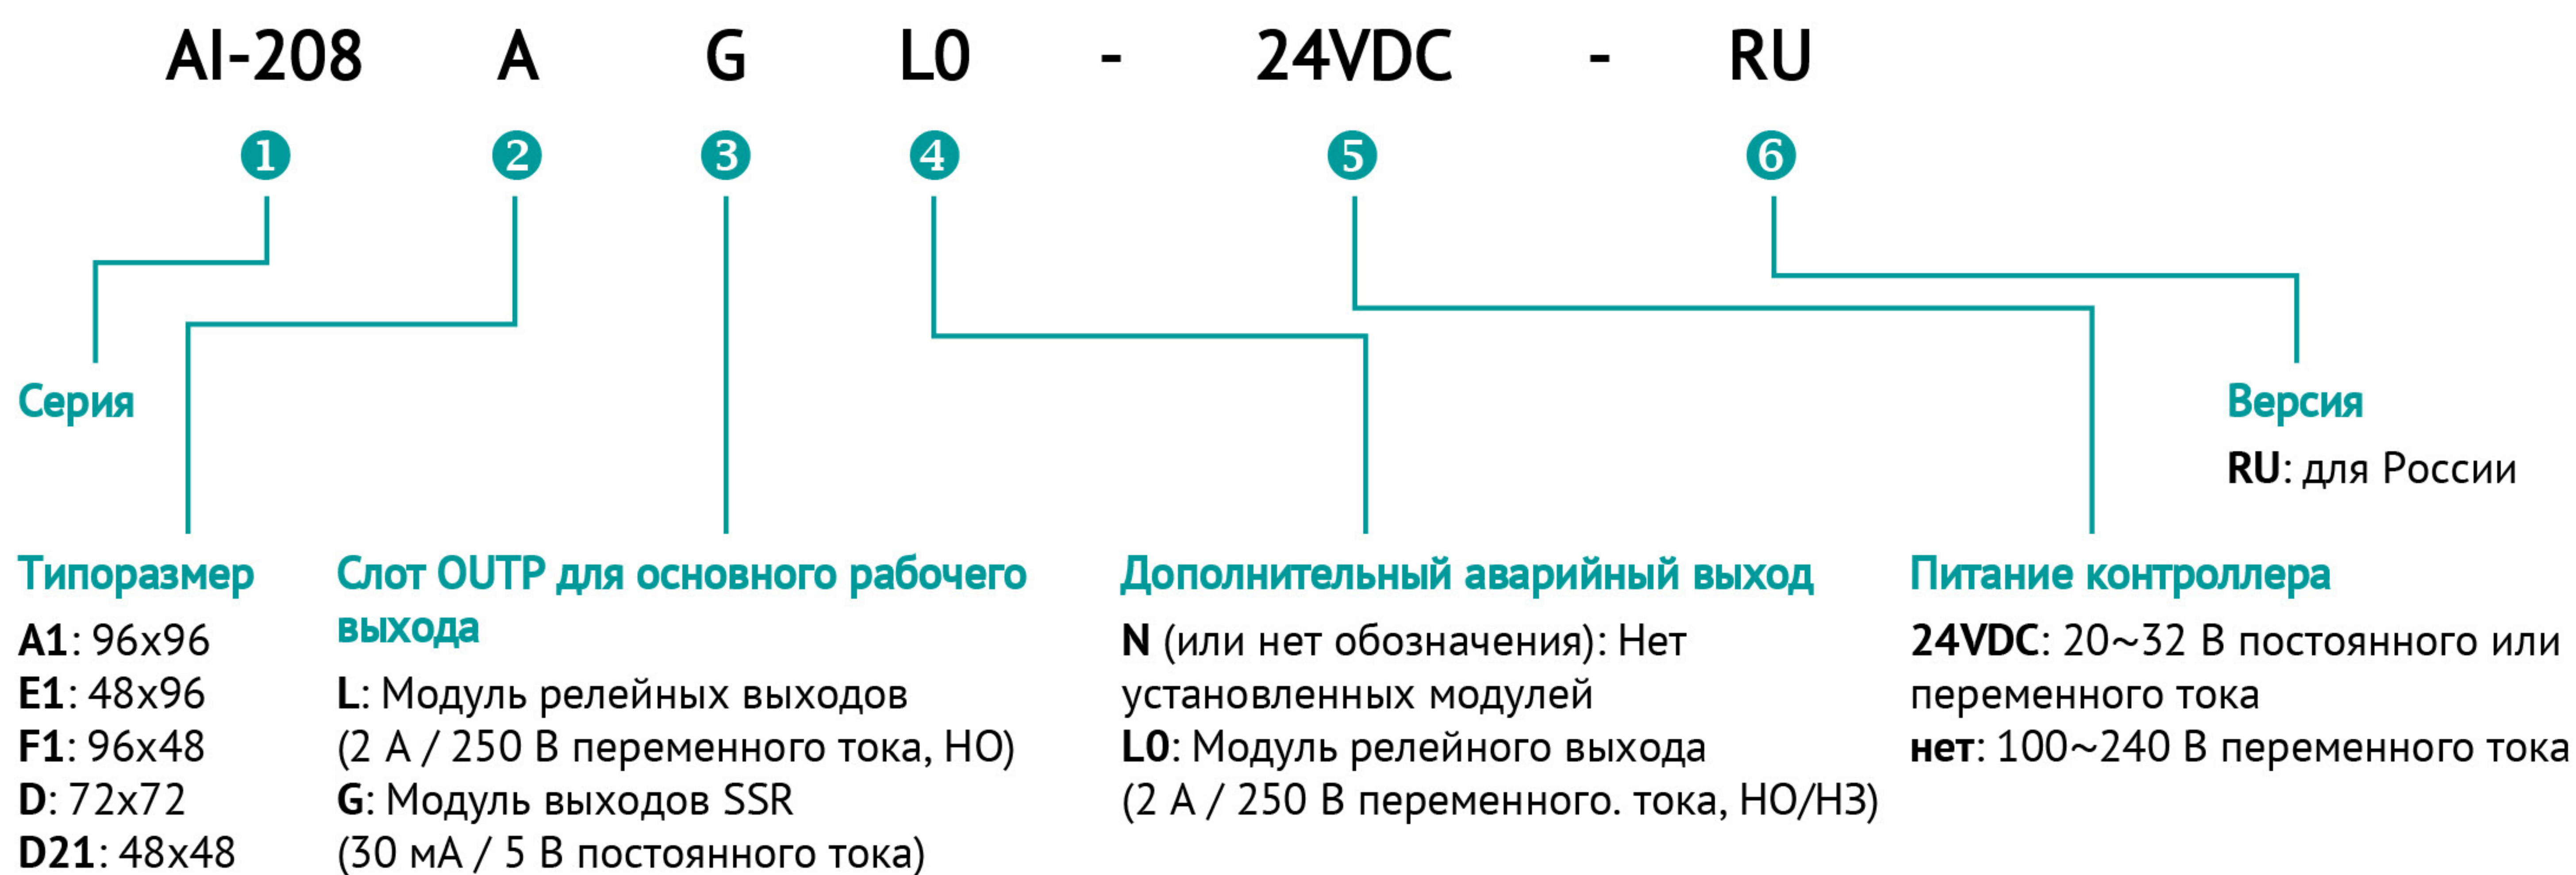 AI-208 A G L0 - 24VDC - RU
1 2 3 4 5 6
Серия
Версия
RU: для России
Типоразмер
A1: 96x96
E1: 48x96
F1: 96x48
D: 72x72
D21: 48x48
Слот OUTP для основного рабочего
выхода
L: Модуль релейных выходов
(2 А / 250 В переменного тока, НО)
G: Модуль выходов SSR
(30 мА / 5 В постоянного тока)
Дополнительный аварийный выход
N (или нет обозначения): Нет
установленных модулей
L0: Модуль релейного выхода
(2 А / 250 В переменного. тока, НО/НЗ)
Питание контроллера
24VDC: 20~32 В постоянного или
переменного тока
нет: 100~240 В переменного тока